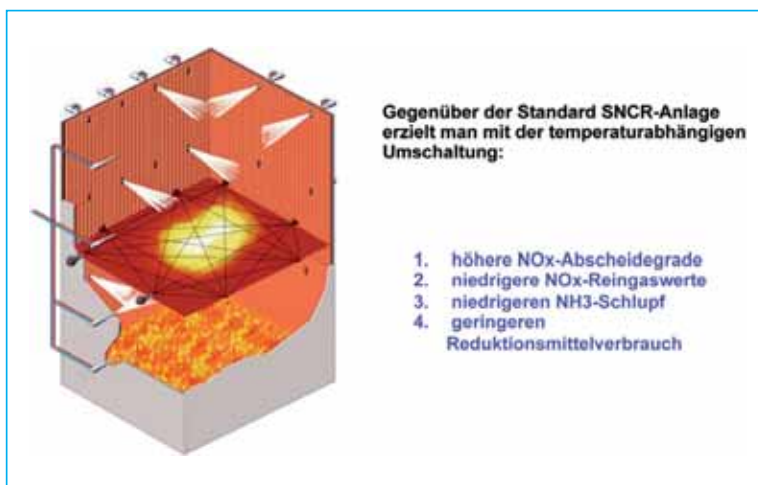 Gegenüber der Standard SNCR-Anlage
erzielt man mit der temperaturabhängigen
Umschaltung:
1. höhere NOx-Abscheidegrade
2. niedrigere NOx-Reingaswerte
3. niedrigeren NH3-Schlupf
4. geringeren
Reduktionsmittelverbrauch